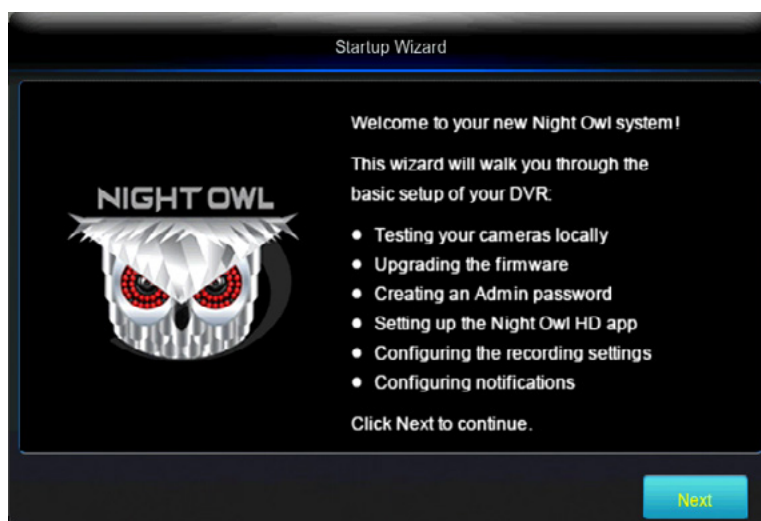 Startup Wizard
NIGHT OWL
Welcome to your new Night Owl system!
This wizard will walk you through the
basic setup of your DVR:
• Testing your cameras locally
• Upgrading the firmware
• Creating an Admin password
• Setting up the Night Owl HD app
• Configuring the recording settings
• Configuring notifications
Click Next to continue.
Next